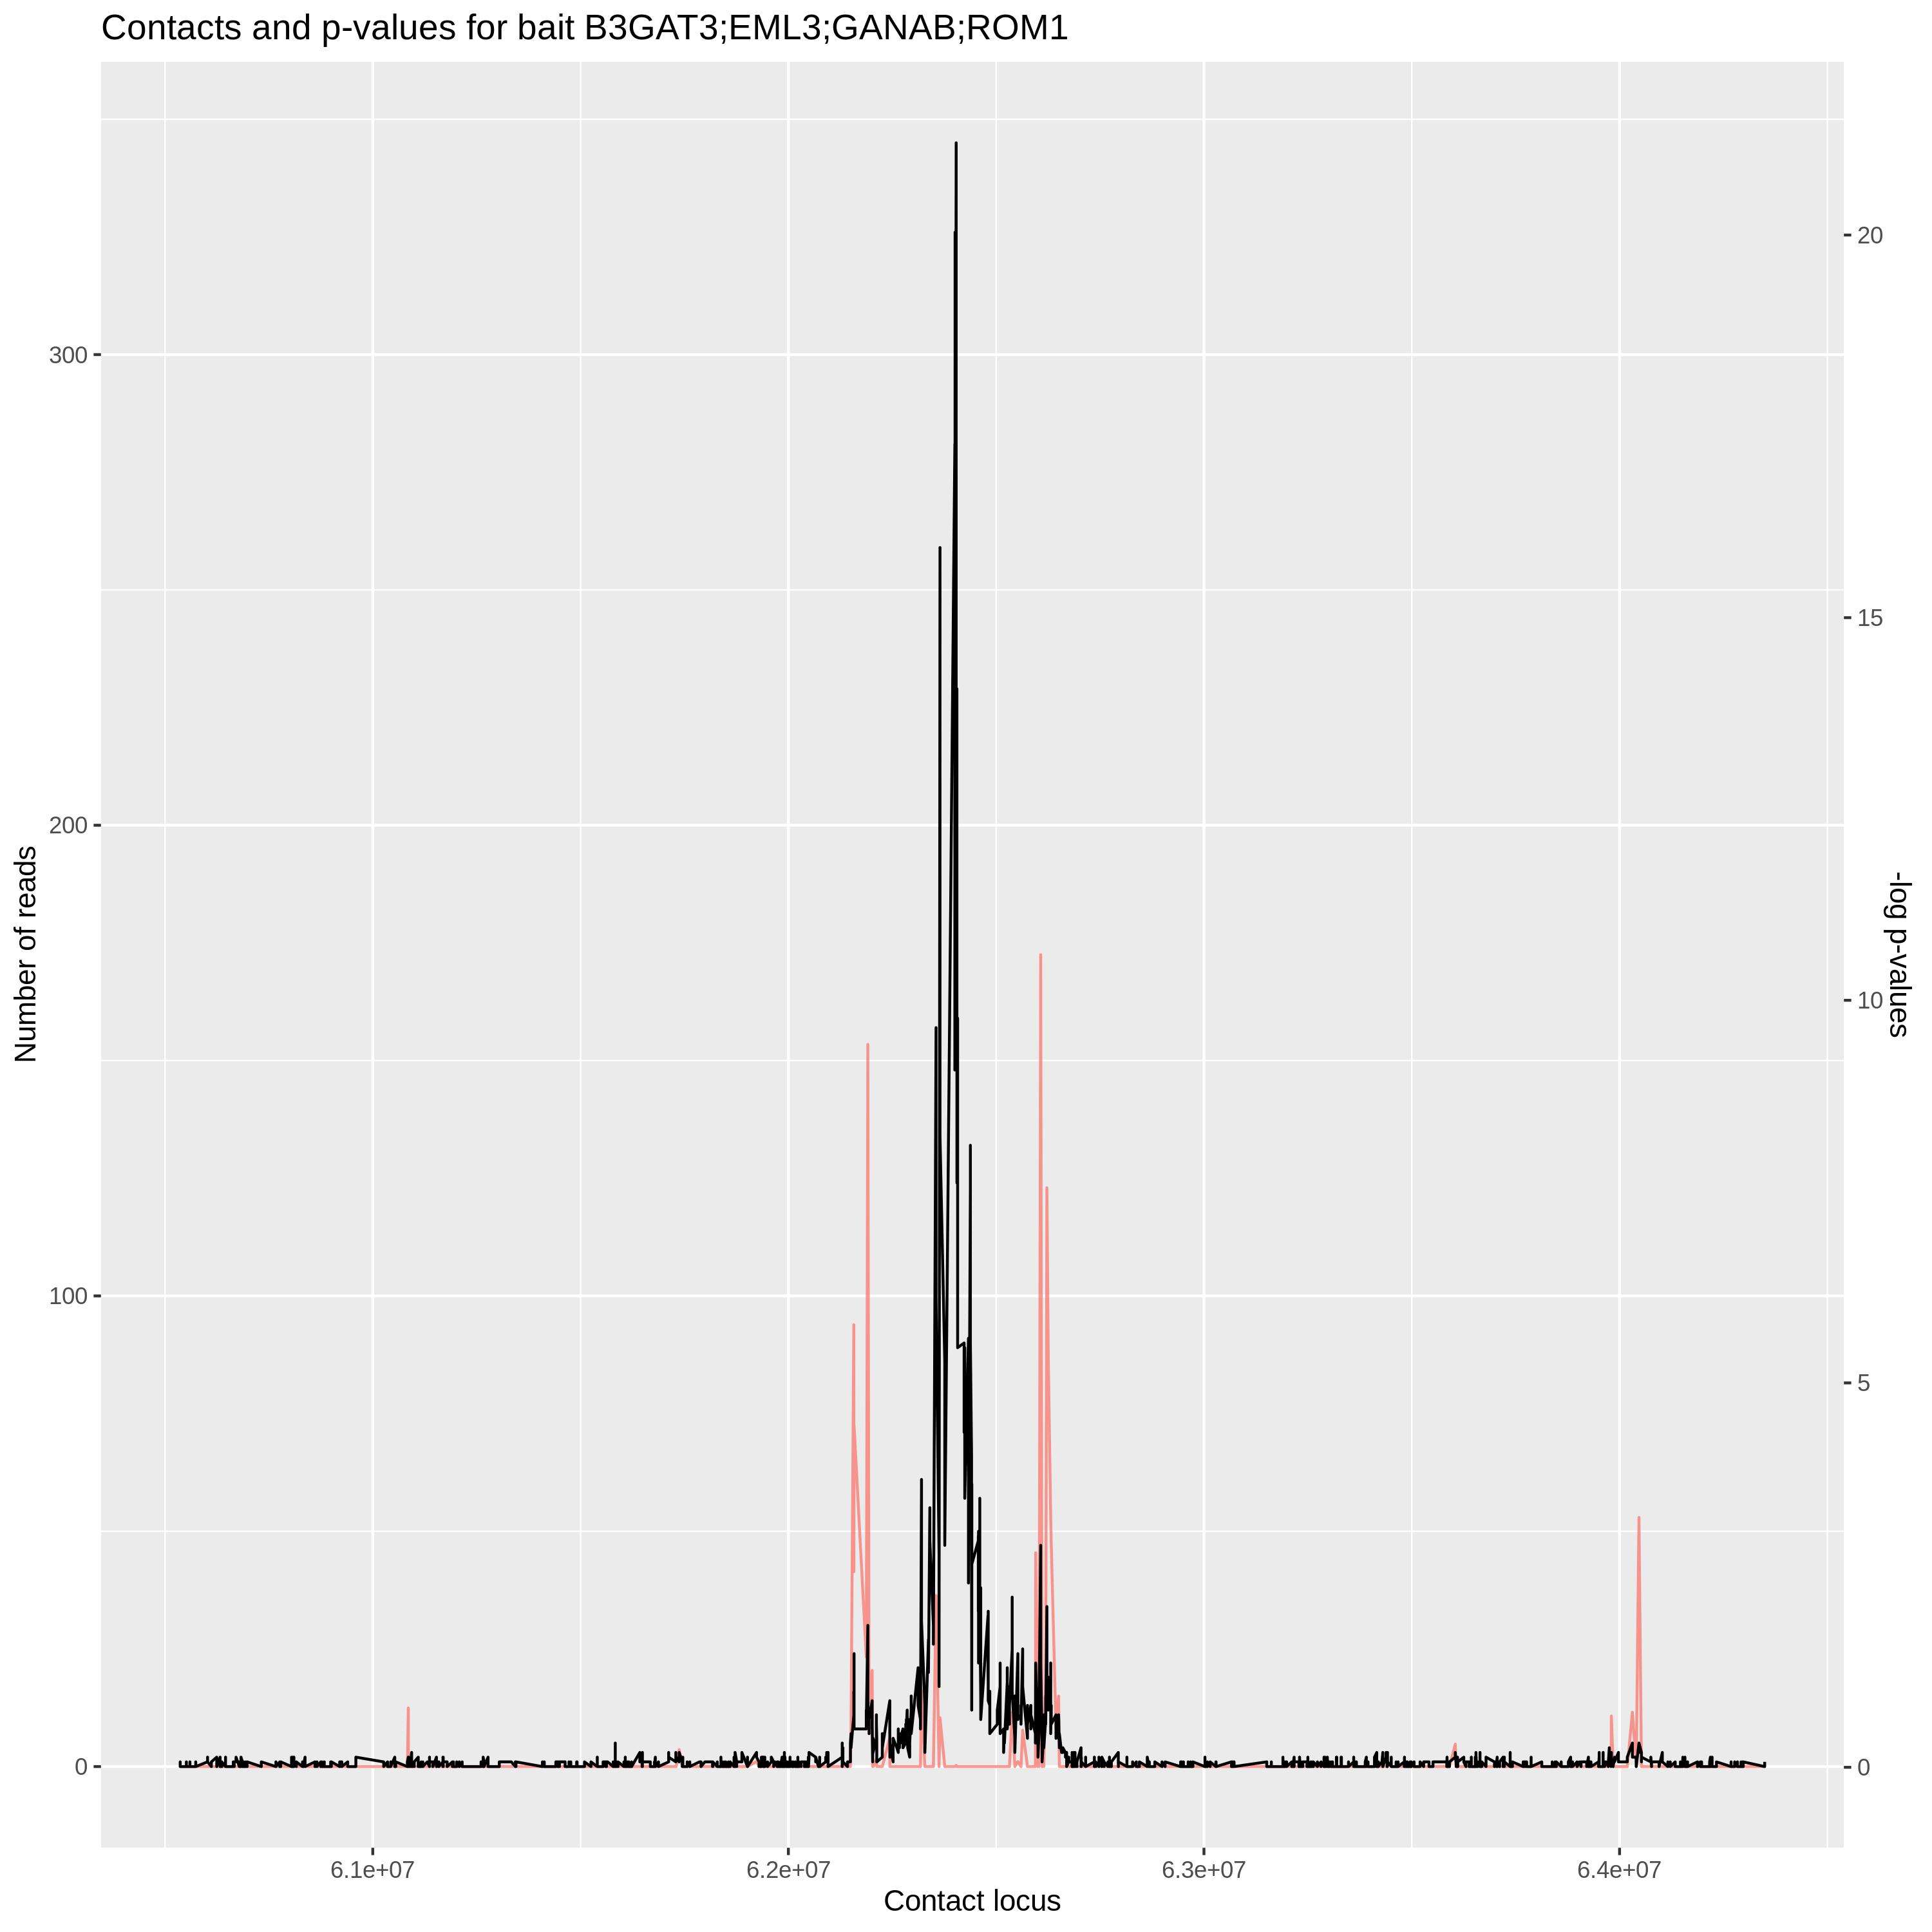 Contacts and p-values for bait B3GAT3;EML3;GANAB;ROM1
Number of reads
300
200
100
0
20
15
10
5
0
-log p-values
6.1e+07
6.2e+07
6.3e+07
6.4e+07
Contact locus